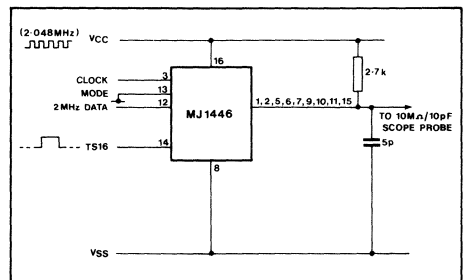 (2·048MHz)
VCC
16
2·7k
CLOCK 3
MODE 13
2MHz DATA 12
MJ1446
1, 2, 5, 6, 7, 9, 10, 11, 15
TO 10MΩ/10pF
SCOPE PROBE
5p
TS16 14
8
VSS